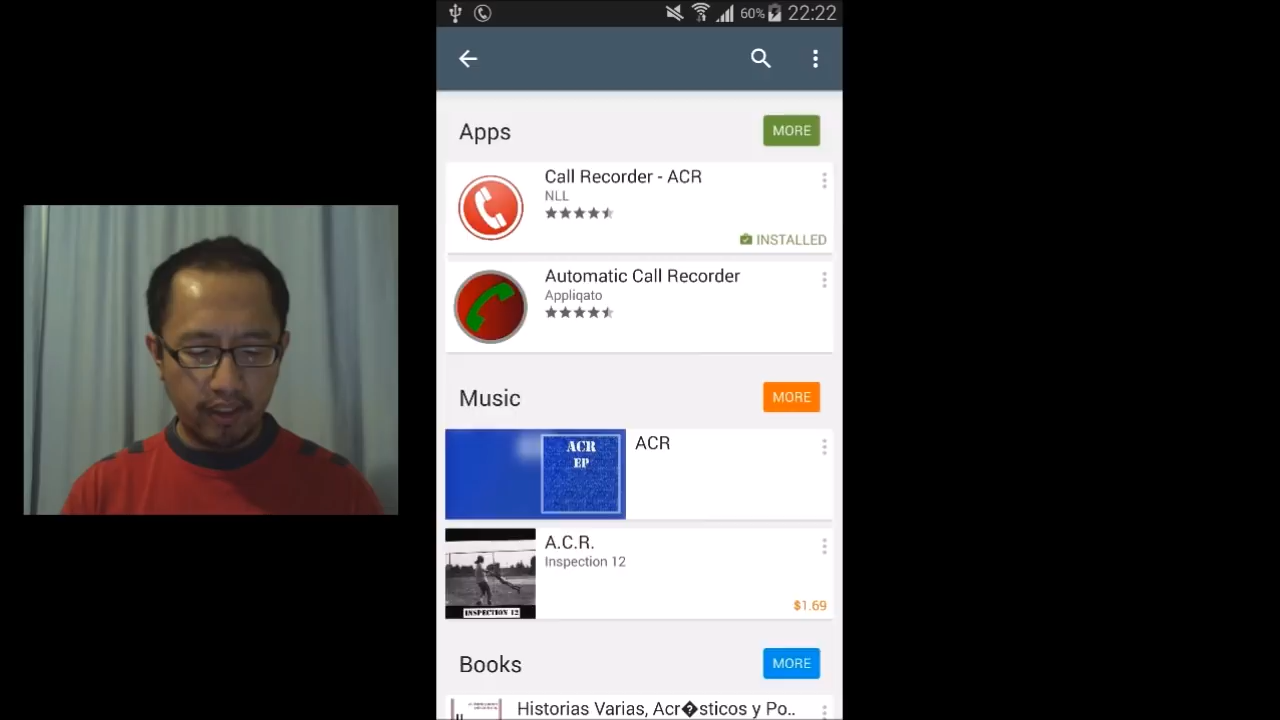 60% 22:22
Apps
MORE
Call Recorder - ACR
NLL
INSTALLED
Automatic Call Recorder
Appliqato
Music
MORE
ACR
EP
ACR
A.C.R.
Inspection 12
INSPECTION 12
$1.69
Books
MORE
Historias Varias, Acr�sticos y Po..